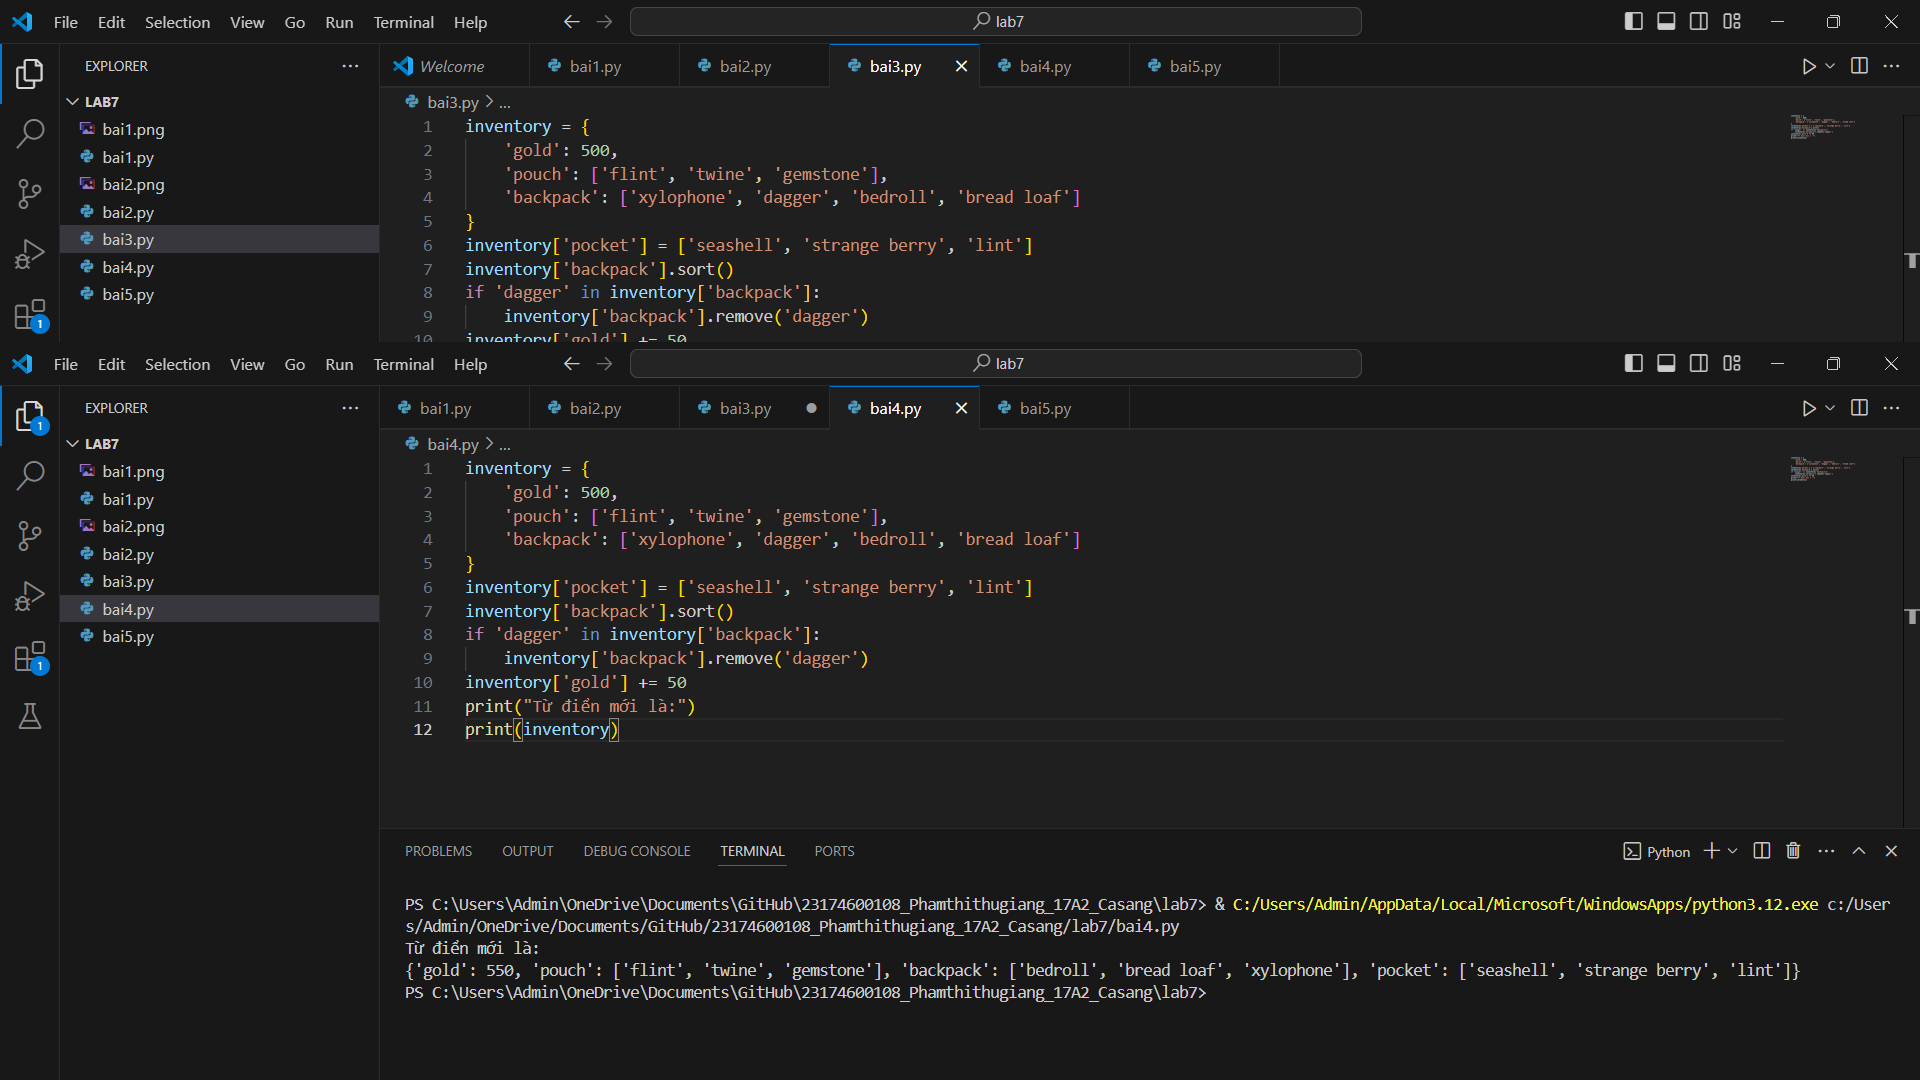 File Edit Selection View Go Run Terminal Help
lab7
EXPLORER
LAB7
bai1.png
bai1.py
bai2.png
bai2.py
bai3.py
bai4.py
bai5.py
1
Welcome bai1.py bai2.py bai3.py bai4.py bai5.py
bai3.py > ...
1 inventory = {
2 'gold': 500,
3 'pouch': ['flint', 'twine', 'gemstone'],
4 'backpack': ['xylophone', 'dagger', 'bedroll', 'bread loaf']
5 }
6 inventory['pocket'] = ['seashell', 'strange berry', 'lint']
7 inventory['backpack'].sort()
8 if 'dagger' in inventory['backpack']:
9 inventory['backpack'].remove('dagger')
10 inventory['gold'] += 50
File Edit Selection View Go Run Terminal Help
lab7
1
EXPLORER
LAB7
bai1.png
bai1.py
bai2.png
bai2.py
bai3.py
bai4.py
bai5.py
1
bai1.py bai2.py bai3.py bai4.py bai5.py
bai4.py > ...
1 inventory = {
2 'gold': 500,
3 'pouch': ['flint', 'twine', 'gemstone'],
4 'backpack': ['xylophone', 'dagger', 'bedroll', 'bread loaf']
5 }
6 inventory['pocket'] = ['seashell', 'strange berry', 'lint']
7 inventory['backpack'].sort()
8 if 'dagger' in inventory['backpack']:
9 inventory['backpack'].remove('dagger')
10 inventory['gold'] += 50
11 print("Từ điển mới là:")
12 print(inventory)
PROBLEMS OUTPUT DEBUG CONSOLE TERMINAL PORTS
Python
PS C:\Users\Admin\OneDrive\Documents\GitHub\23174600108_Phamthithugiang_17A2_Casang\lab7> & C:/Users/Admin/AppData/Local/Microsoft/WindowsApps/python3.12.exe c:/User
s/Admin/OneDrive/Documents/GitHub/23174600108_Phamthithugiang_17A2_Casang/lab7/bai4.py
Từ điển mới là:
{'gold': 550, 'pouch': ['flint', 'twine', 'gemstone'], 'backpack': ['bedroll', 'bread loaf', 'xylophone'], 'pocket': ['seashell', 'strange berry', 'lint']}
PS C:\Users\Admin\OneDrive\Documents\GitHub\23174600108_Phamthithugiang_17A2_Casang\lab7>